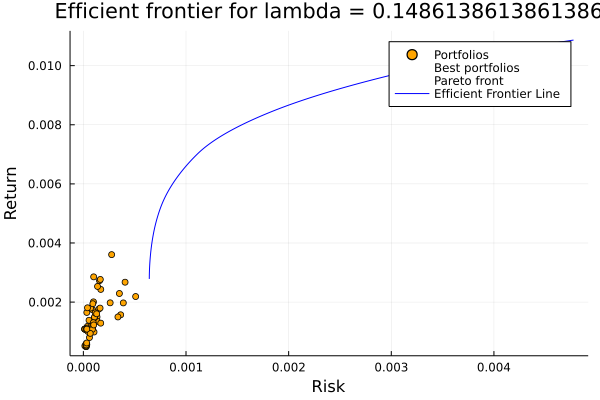 Efficient frontier for lambda = 0.1486138613861386
Portfolios
Best portfolios
Pareto front
Efficient Frontier Line
Return
0.010
0.008
0.006
0.004
0.002
0.000
0.001
0.002
0.003
0.004
Risk